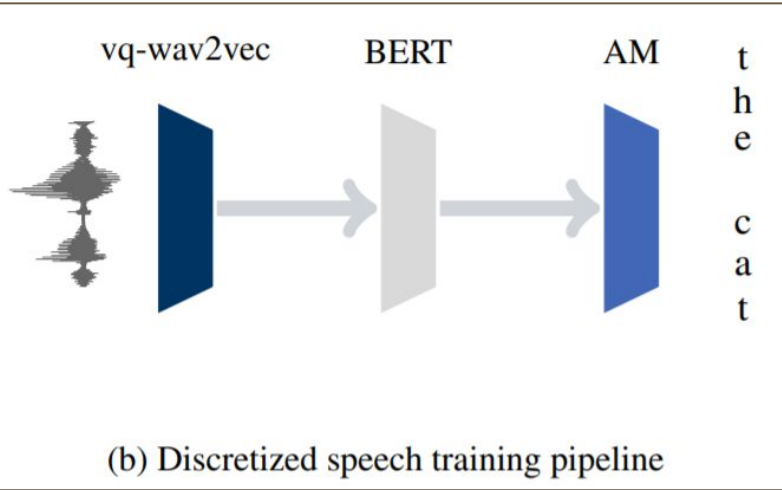 vq-wav2vec BERT AM
t
h
e
c
a
t
(b) Discretized speech training pipeline